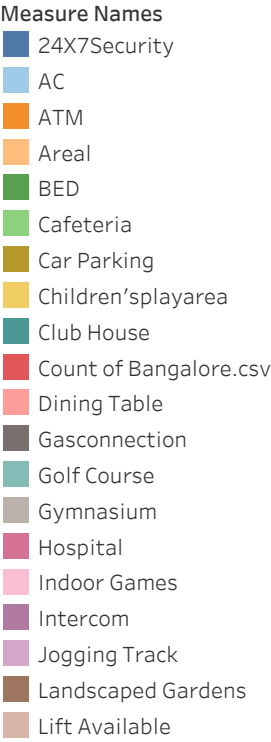 Measure Names
24X7Security
AC
ATM
Areal
BED
Cafeteria
Car Parking
Children'splayarea
Club House
Count of Bangalore.csv
Dining Table
Gasconnection
Golf Course
Gymnasium
Hospital
Indoor Games
Intercom
Jogging Track
Landscaped Gardens
Lift Available